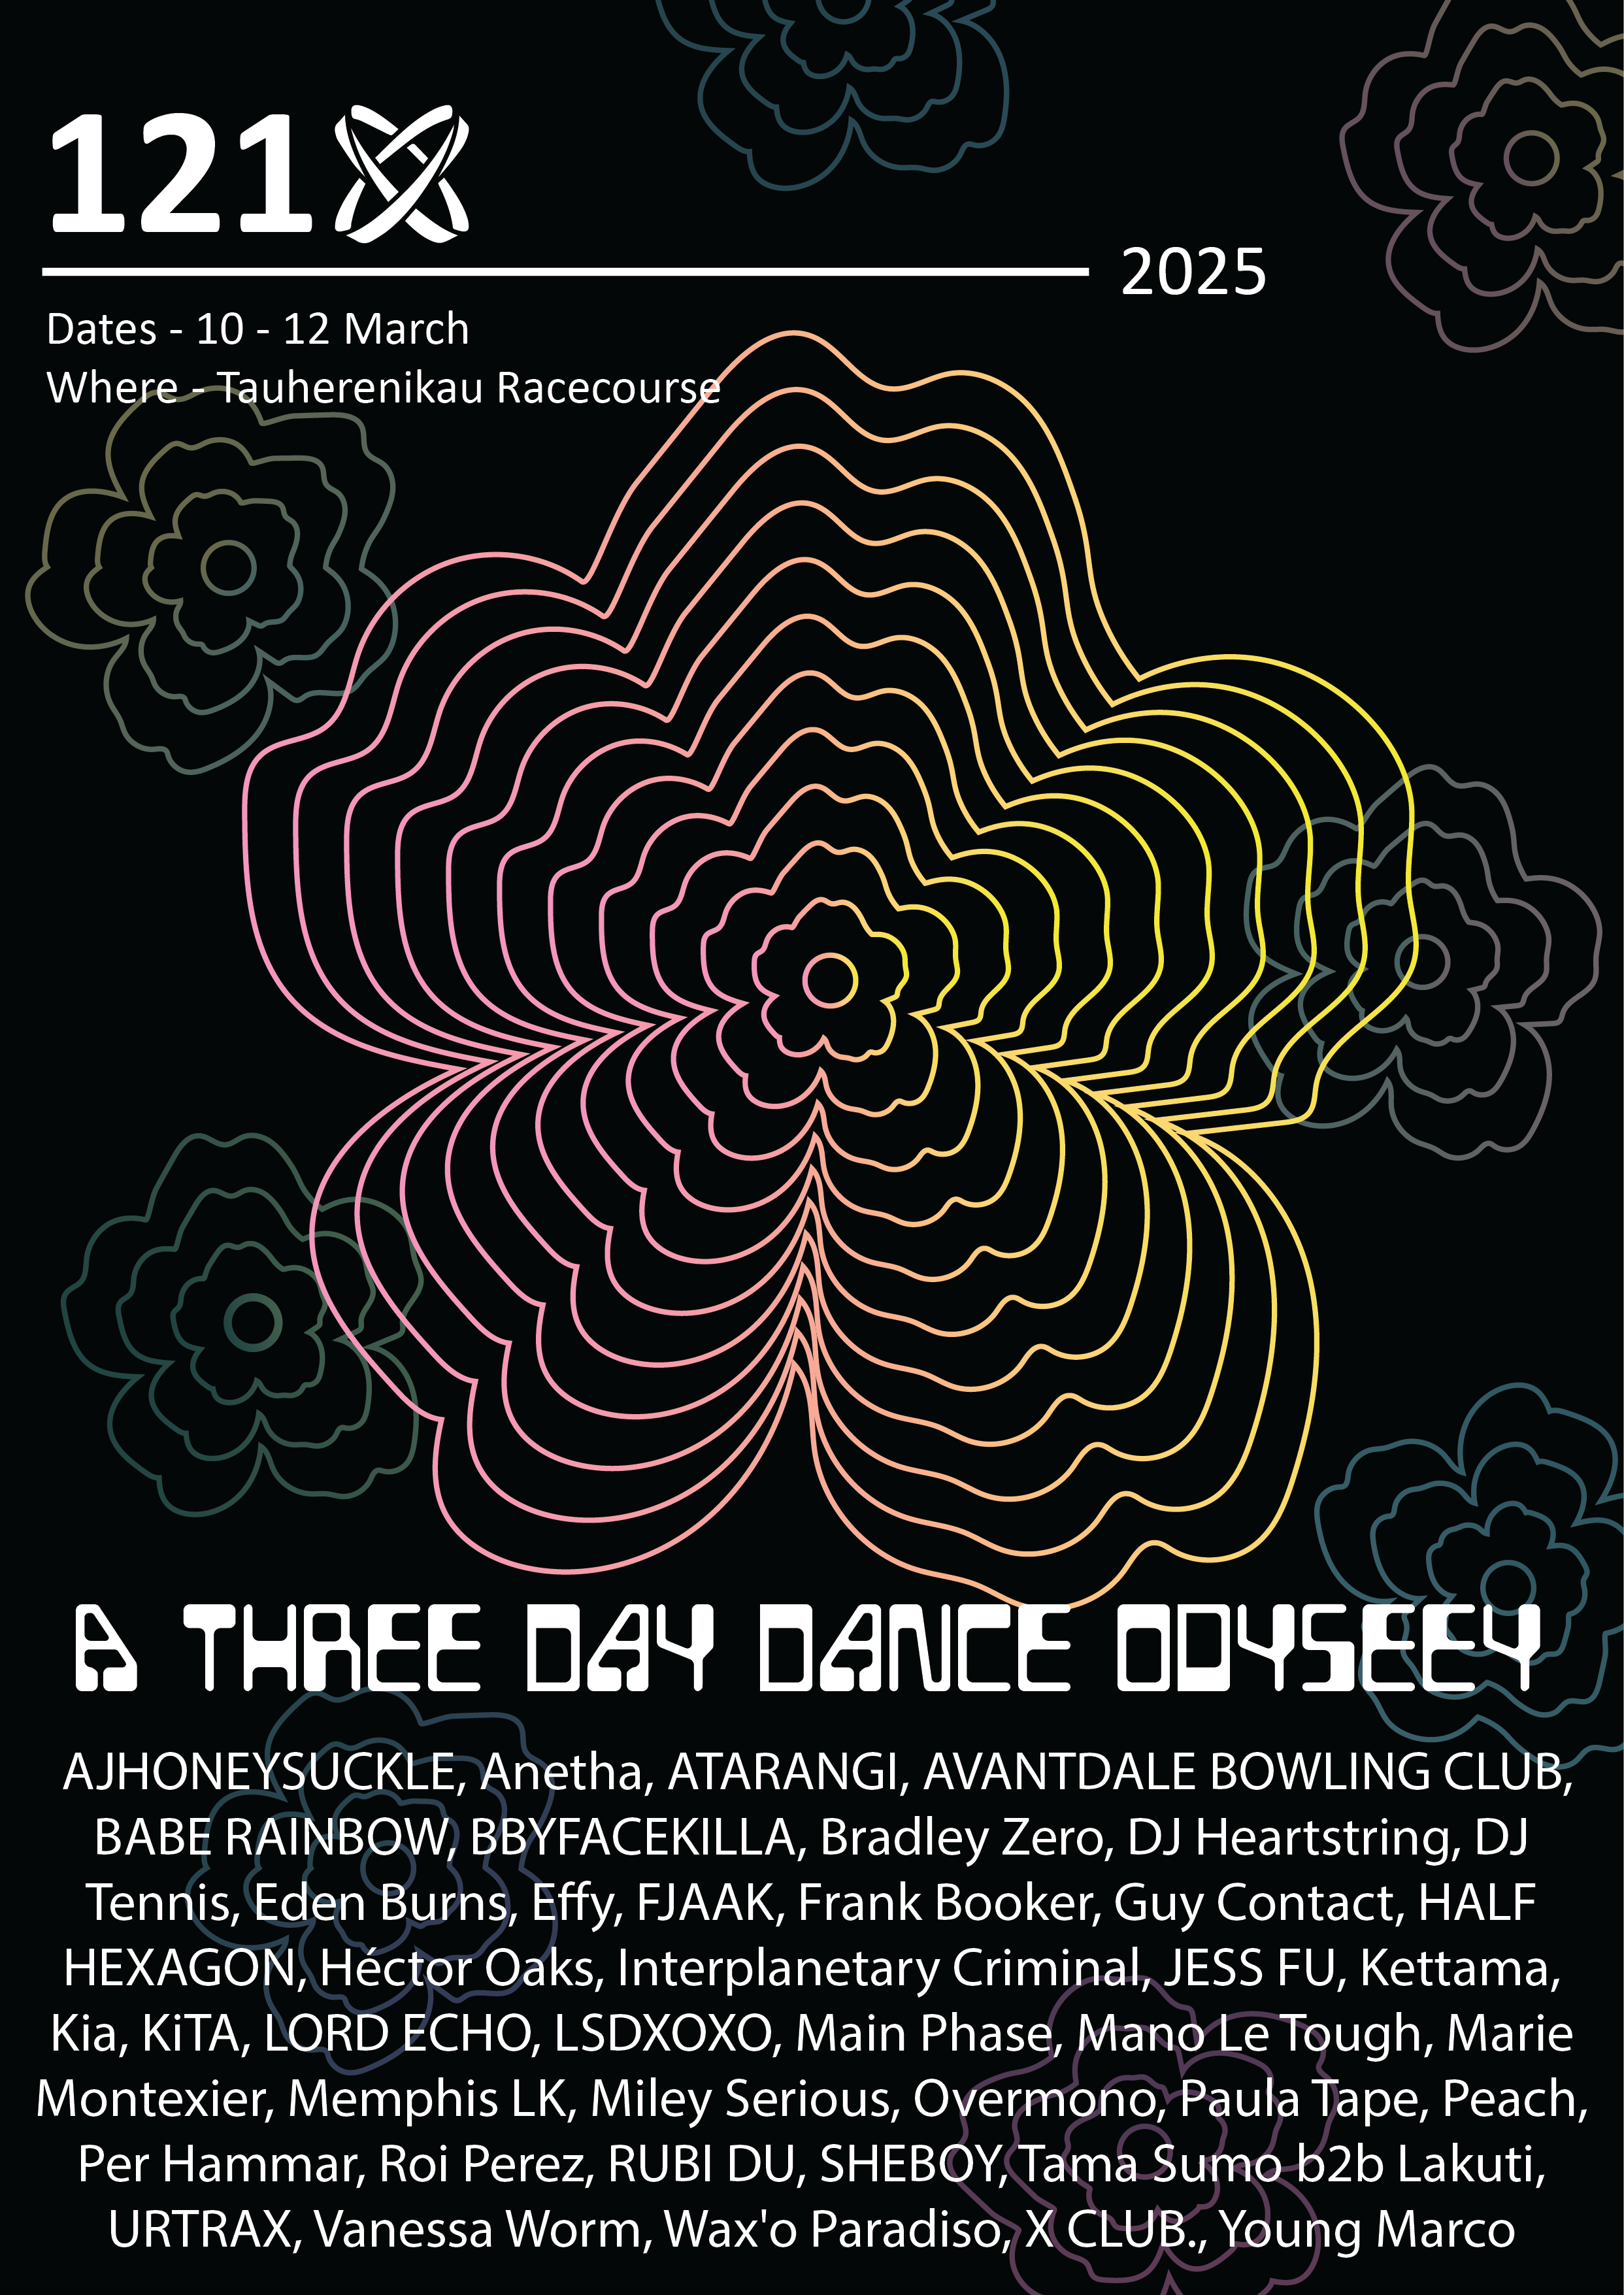 121
2025
Dates - 10 - 12 March
Where - Tauherenikau Racecourse
A THREE DAY DANCE ODYSEEY
AJHONEYSUCKLE, Anetha, ATARANGI, AVANTDALE BOWLING CLUB,
BABE RAINBOW, BBYFACEKILLA, Bradley Zero, DJ Heartstring, DJ
Tennis, Eden Burns, Effy, FJAAK, Frank Booker, Guy Contact, HALF
HEXAGON, Héctor Oaks, Interplanetary Criminal, JESS FU, Kettama,
Kia, KiTA, LORD ECHO, LSDXOXO, Main Phase, Mano Le Tough, Marie
Montexier, Memphis LK, Miley Serious, Overmono, Paula Tape, Peach,
Per Hammar, Roi Perez, RUBI DU, SHEBOY, Tama Sumo b2b Lakuti,
URTRAX, Vanessa Worm, Wax'o Paradiso, X CLUB., Young Marco